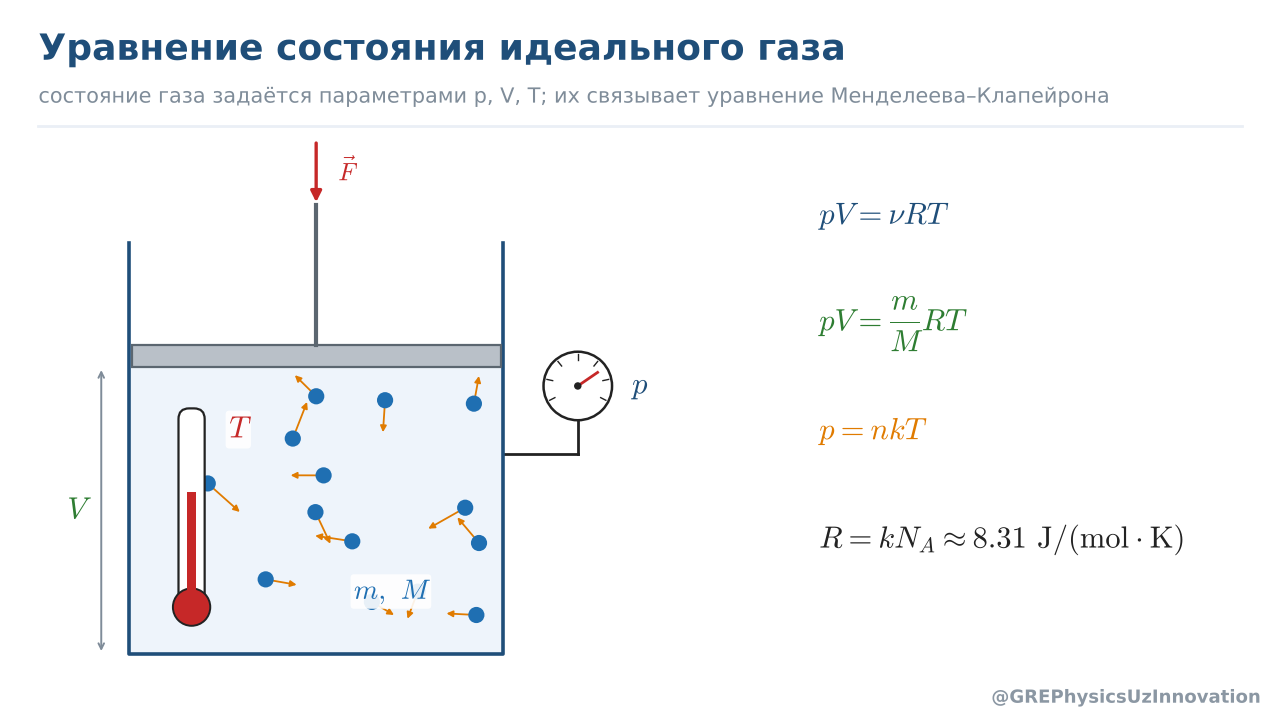 Уравнение состояния идеального газа
состояние газа задаётся параметрами p, V, T; их связывает уравнение Менделеева–Клапейрона
F⃗
pV = νRT
pV = m/M RT
p
T
p = nkT
V
R = kN_A ≈ 8.31 J/(mol · K)
m, M
@GREPhysicsUzInnovation